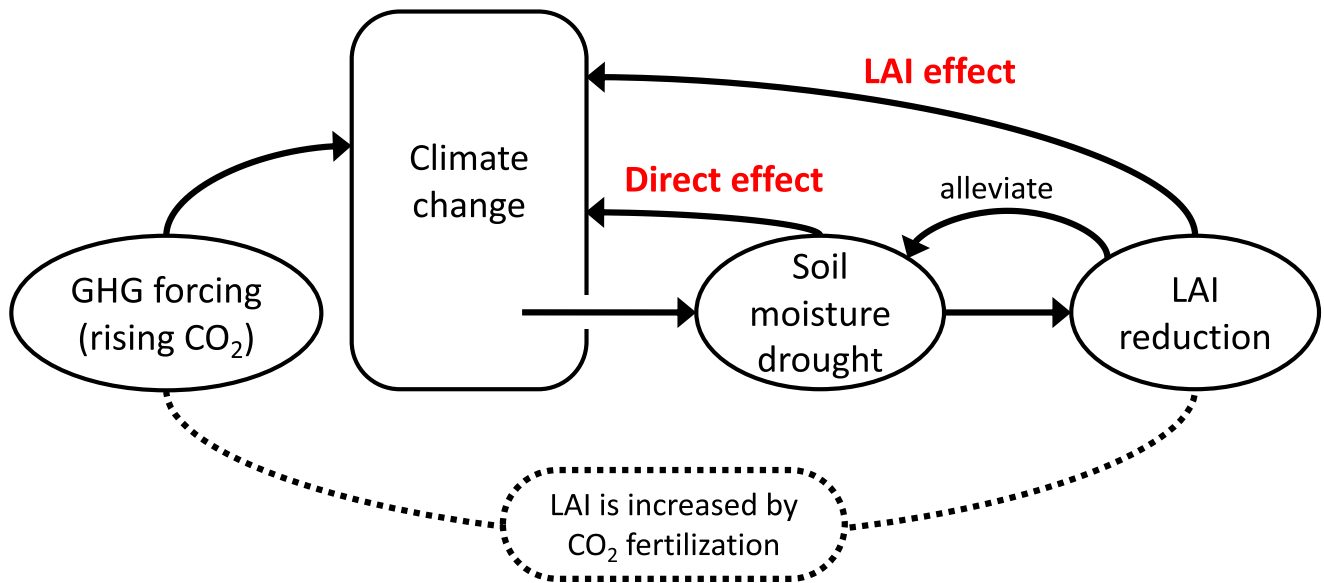 LAI effect
Climate
change
Direct effect
alleviate
GHG forcing
(rising CO₂)
Soil
moisture
drought
LAI
reduction
LAI is increased by
CO₂ fertilization